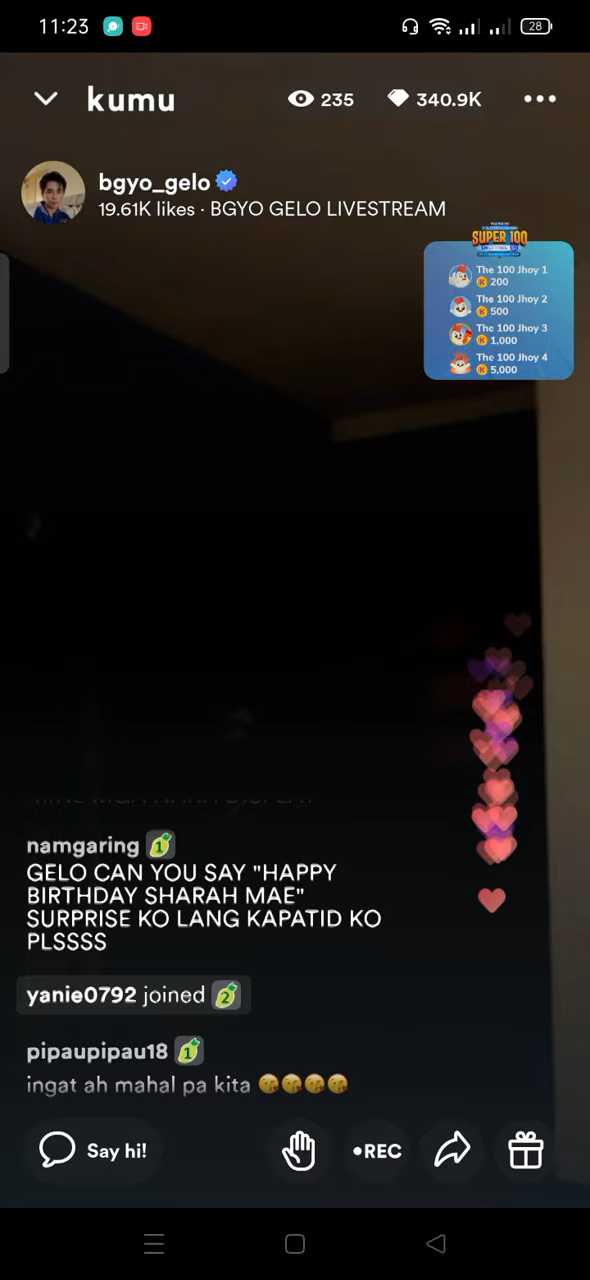 11:23
28
kumu
235
340.9K
bgyo_gelo
19.61K likes · BGYO GELO LIVESTREAM
SUPER 100
The 100 Jhoy 1
200
The 100 Jhoy 2
500
The 100 Jhoy 3
1,000
The 100 Jhoy 4
5,000
namgaring 1
GELO CAN YOU SAY "HAPPY
BIRTHDAY SHARAH MAE"
SURPRISE KO LANG KAPATID KO
PLSSSS
yanie0792 joined 2
pipaupipau18 1
ingat ah mahal pa kita 😘😘😘😘
Say hi!
•REC